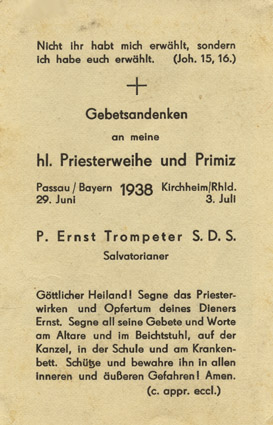 Nicht ihr habt mich erwählt, sondern
ich habe euch erwählt. (Joh. 15, 16.)
Gebetsandenken
an meine
hl. Priesterweihe und Primiz
Passau/Bayern 1938 Kirchheim/Rhld.
29. Juni 3. Juli
P. Ernst Trompeter S. D. S.
Salvatorianer
Göttlicher Heiland! Segne das Priester-
wirken und Opfertum deines Dieners
Ernst. Segne all seine Gebete und Worte
am Altare und im Beichtstuhl, auf der
Kanzel, in der Schule und am Kranken-
bett. Schütze und bewahre ihn in allen
inneren und äußeren Gefahren! Amen.
(c. appr. eccl.)